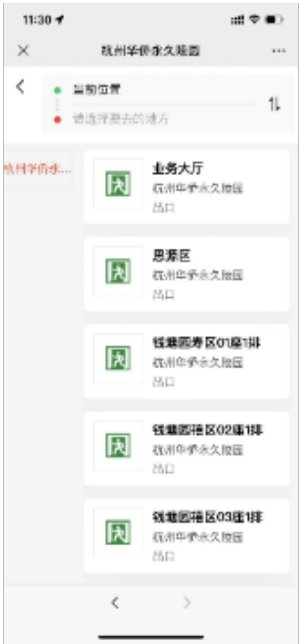 11:30
杭州华侨永久陵园
当前位置
请选择要去的地方
杭州华侨永...
业务大厅
杭州华侨永久陵园
出口
思源区
杭州华侨永久陵园
出口
钱塘园寿区01座1排
杭州华侨永久陵园
出口
钱塘园禧区02座1排
杭州华侨永久陵园
出口
钱塘园禧区03座1排
杭州华侨永久陵园
出口